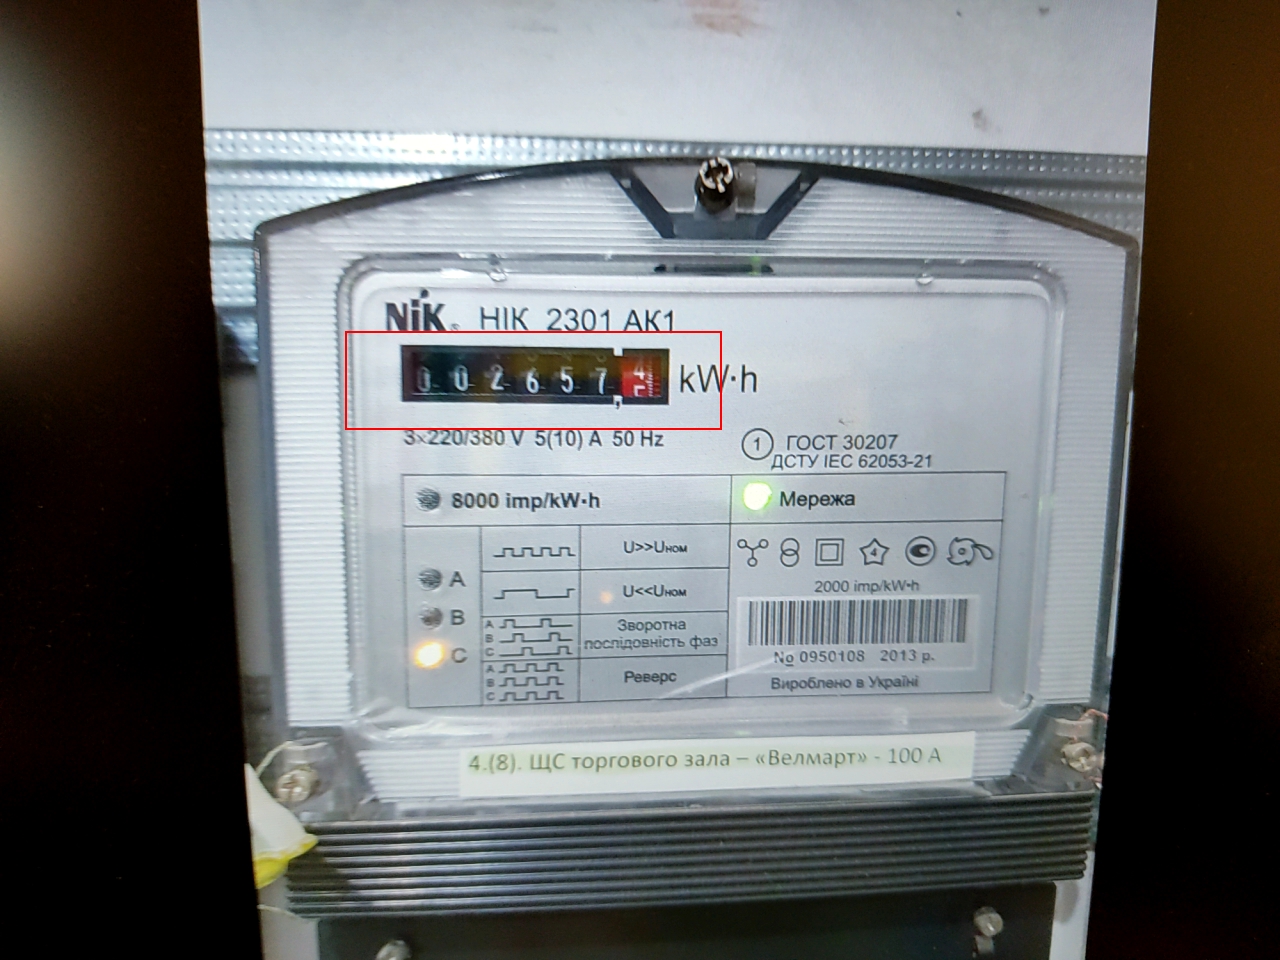 NiK® НІК 2301 АК1
002657,4 kW·h
3×220/380 V 5(10) A 50 Hz
1 ГОСТ 30207
ДСТУ IEC 62053-21
8000 imp/kW·h
Мережа
A
B
C
U>>Uном
U<<Uном
A
B
C
Зворотна
послідовність фаз
A
B
C
Реверс
4
2000 imp/kW·h
№ 0950108 2013 р.
Вироблено в Україні
4.(8). ЩС торгового зала – «Велмарт» - 100 А